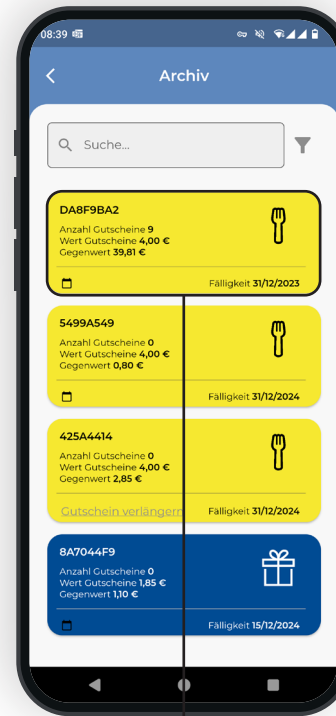 08:39
Archiv
Suche...
DA8F9BA2
Anzahl Gutscheine 9
Wert Gutscheine 4,00 €
Gegenwert 39,81 €
Fälligkeit 31/12/2023
5499A549
Anzahl Gutscheine 0
Wert Gutscheine 4,00 €
Gegenwert 0,80 €
Fälligkeit 31/12/2024
425A4414
Anzahl Gutscheine 0
Wert Gutscheine 4,00 €
Gegenwert 2,85 €
Gutschein verlängern Fälligkeit 31/12/2024
8A7044F9
Anzahl Gutscheine 0
Wert Gutscheine 1,85 €
Gegenwert 1,10 €
Fälligkeit 15/12/2024